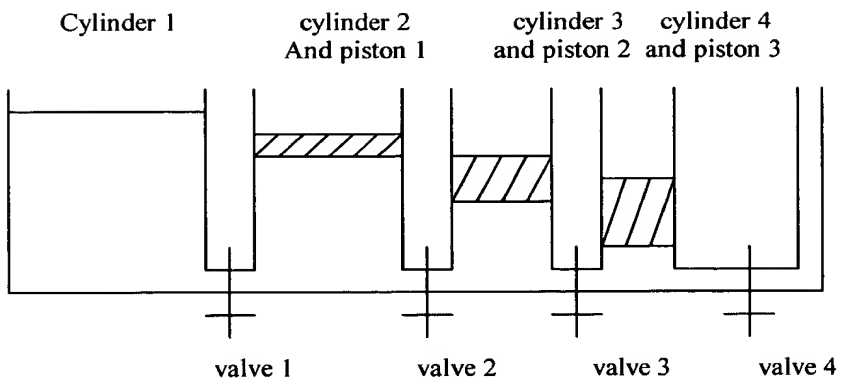 Cylinder 1
cylinder 2
And piston 1
cylinder 3
and piston 2
cylinder 4
and piston 3
valve 1
valve 2
valve 3
valve 4